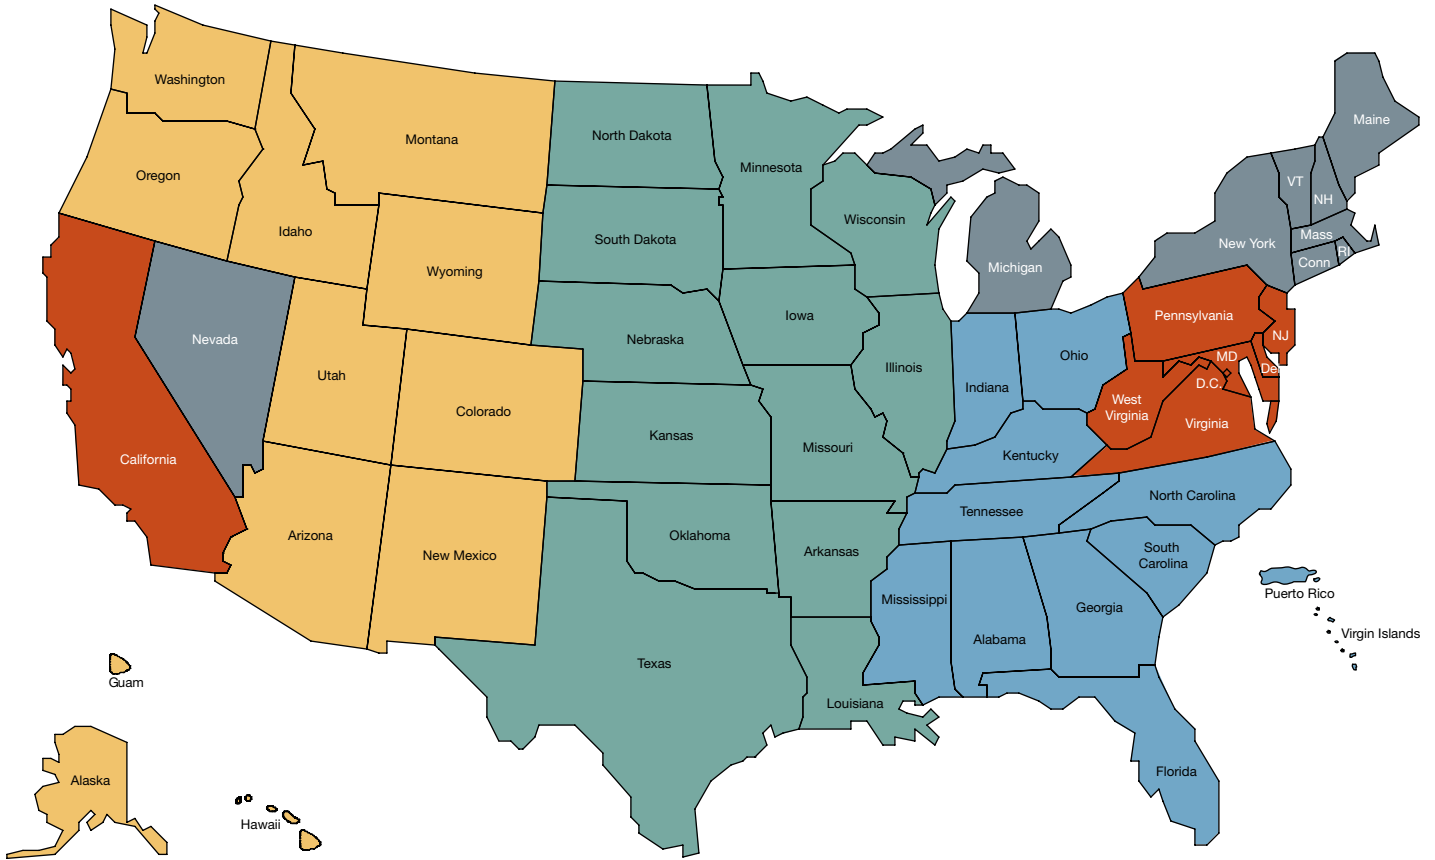 Washington
Maine
Montana
North Dakota
Minnesota
Oregon
VT
NH
Idaho
Wisconsin
South Dakota
Mass
New York
RI
Conn
Wyoming
Michigan
Iowa
Pennsylvania
Nevada
Nebraska
NJ
Ohio
MD
Illinois
Del
Utah
D.C.
Indiana
West
Virginia
Colorado
Virginia
Kansas
Missouri
Kentucky
California
North Carolina
Tennessee
Arizona
Oklahoma
New Mexico
Arkansas
South
Carolina
Puerto Rico
Mississippi
Georgia
Virgin Islands
Alabama
Texas
Guam
Louisiana
Florida
Alaska
Hawaii